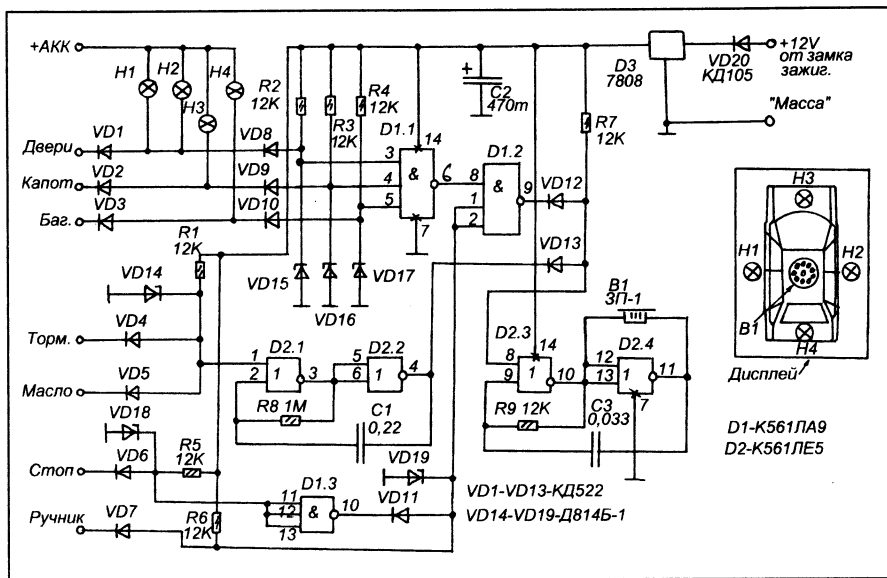 +АКК
H1
H2
H3
H4
R2
12K
R3
12K
R4
12K
C2
470m
+
D3
7808
VD20
КД105
+12V
от замка
зажиг.
"Масса"
R7
12K
D1.1
14
3
4
5
&
6
7
D1.2
8
1
2
&
9
VD12
VD13
Двери
VD1
VD8
Капот
VD2
VD9
Баг.
VD3
VD10
R1
12K
VD14
VD15
VD16
VD17
Торм.
VD4
Масло
VD5
D2.1
1
2
1
3
R8 1M
D2.2
5
6
1
4
C1
0,22
D2.3
14
8
9
1
10
R9 12K
B1
ЗП-1
D2.4
12
13
1
11
7
C3
0,033
VD18
VD6
R5
12K
Стоп
Ручник
VD7
R6
12K
D1.3
11
12
13
&
10
VD11
VD19
VD1-VD13-КД522
VD14-VD19-Д814Б-1
H3
H1
H2
B1
H4
Дисплей
D1-К561ЛА9
D2-К561ЛЕ5